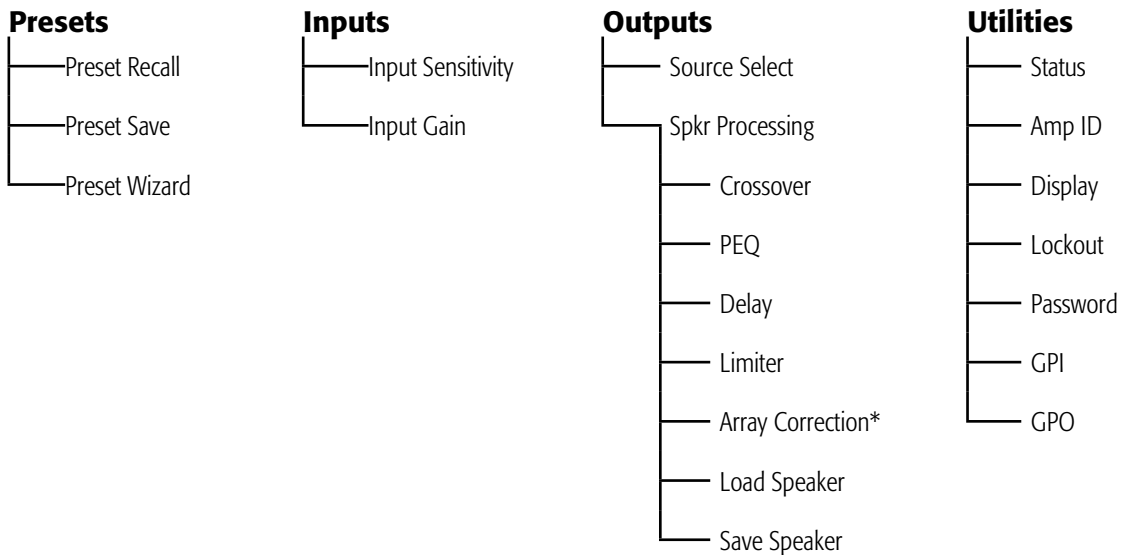 Presets
Preset Recall
Preset Save
Preset Wizard
Inputs
Input Sensitivity
Input Gain
Outputs
Source Select
Spkr Processing
Crossover
PEQ
Delay
Limiter
Array Correction*
Load Speaker
Save Speaker
Utilities
Status
Amp ID
Display
Lockout
Password
GPI
GPO